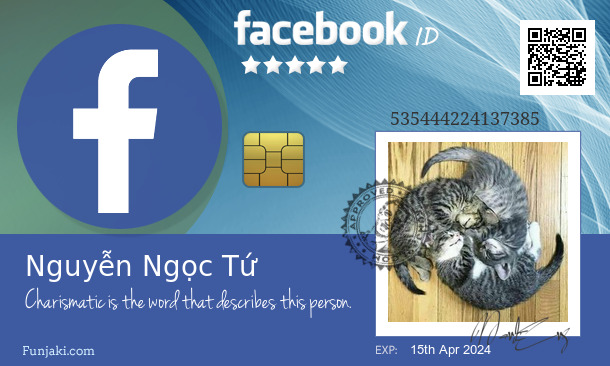 facebook ID
535444224137385
APPROVED
Nguyễn Ngọc Tứ
Charismatic is the word that describes this person.
Funjaki.com
EXP: 15th Apr 2024